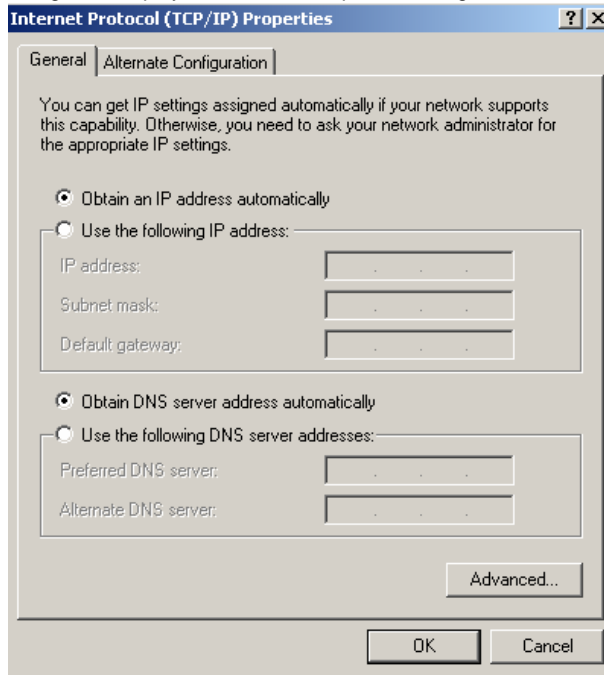 Internet Protocol (TCP/IP) Properties
General
Alternate Configuration
You can get IP settings assigned automatically if your network supports
this capability. Otherwise, you need to ask your network administrator for
the appropriate IP settings.
Obtain an IP address automatically
Use the following IP address:
IP address:
Subnet mask:
Default gateway:
Obtain DNS server address automatically
Use the following DNS server addresses:
Preferred DNS server:
Alternate DNS server:
Advanced...
OK
Cancel